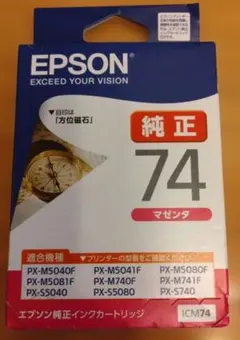 EPSON
EXCEED YOUR VISION
目印は
「方位磁石」
純正
74
マゼンタ
適合機種
▼プリンターの型番をご確認ください。
PX-M5040F PX-M5041F PX-M5080F
PX-M5081F PX-M740F PX-M741F
PX-S5040 PX-S5080 PX-S740
エプソン純正インクカートリッジ
ICM74